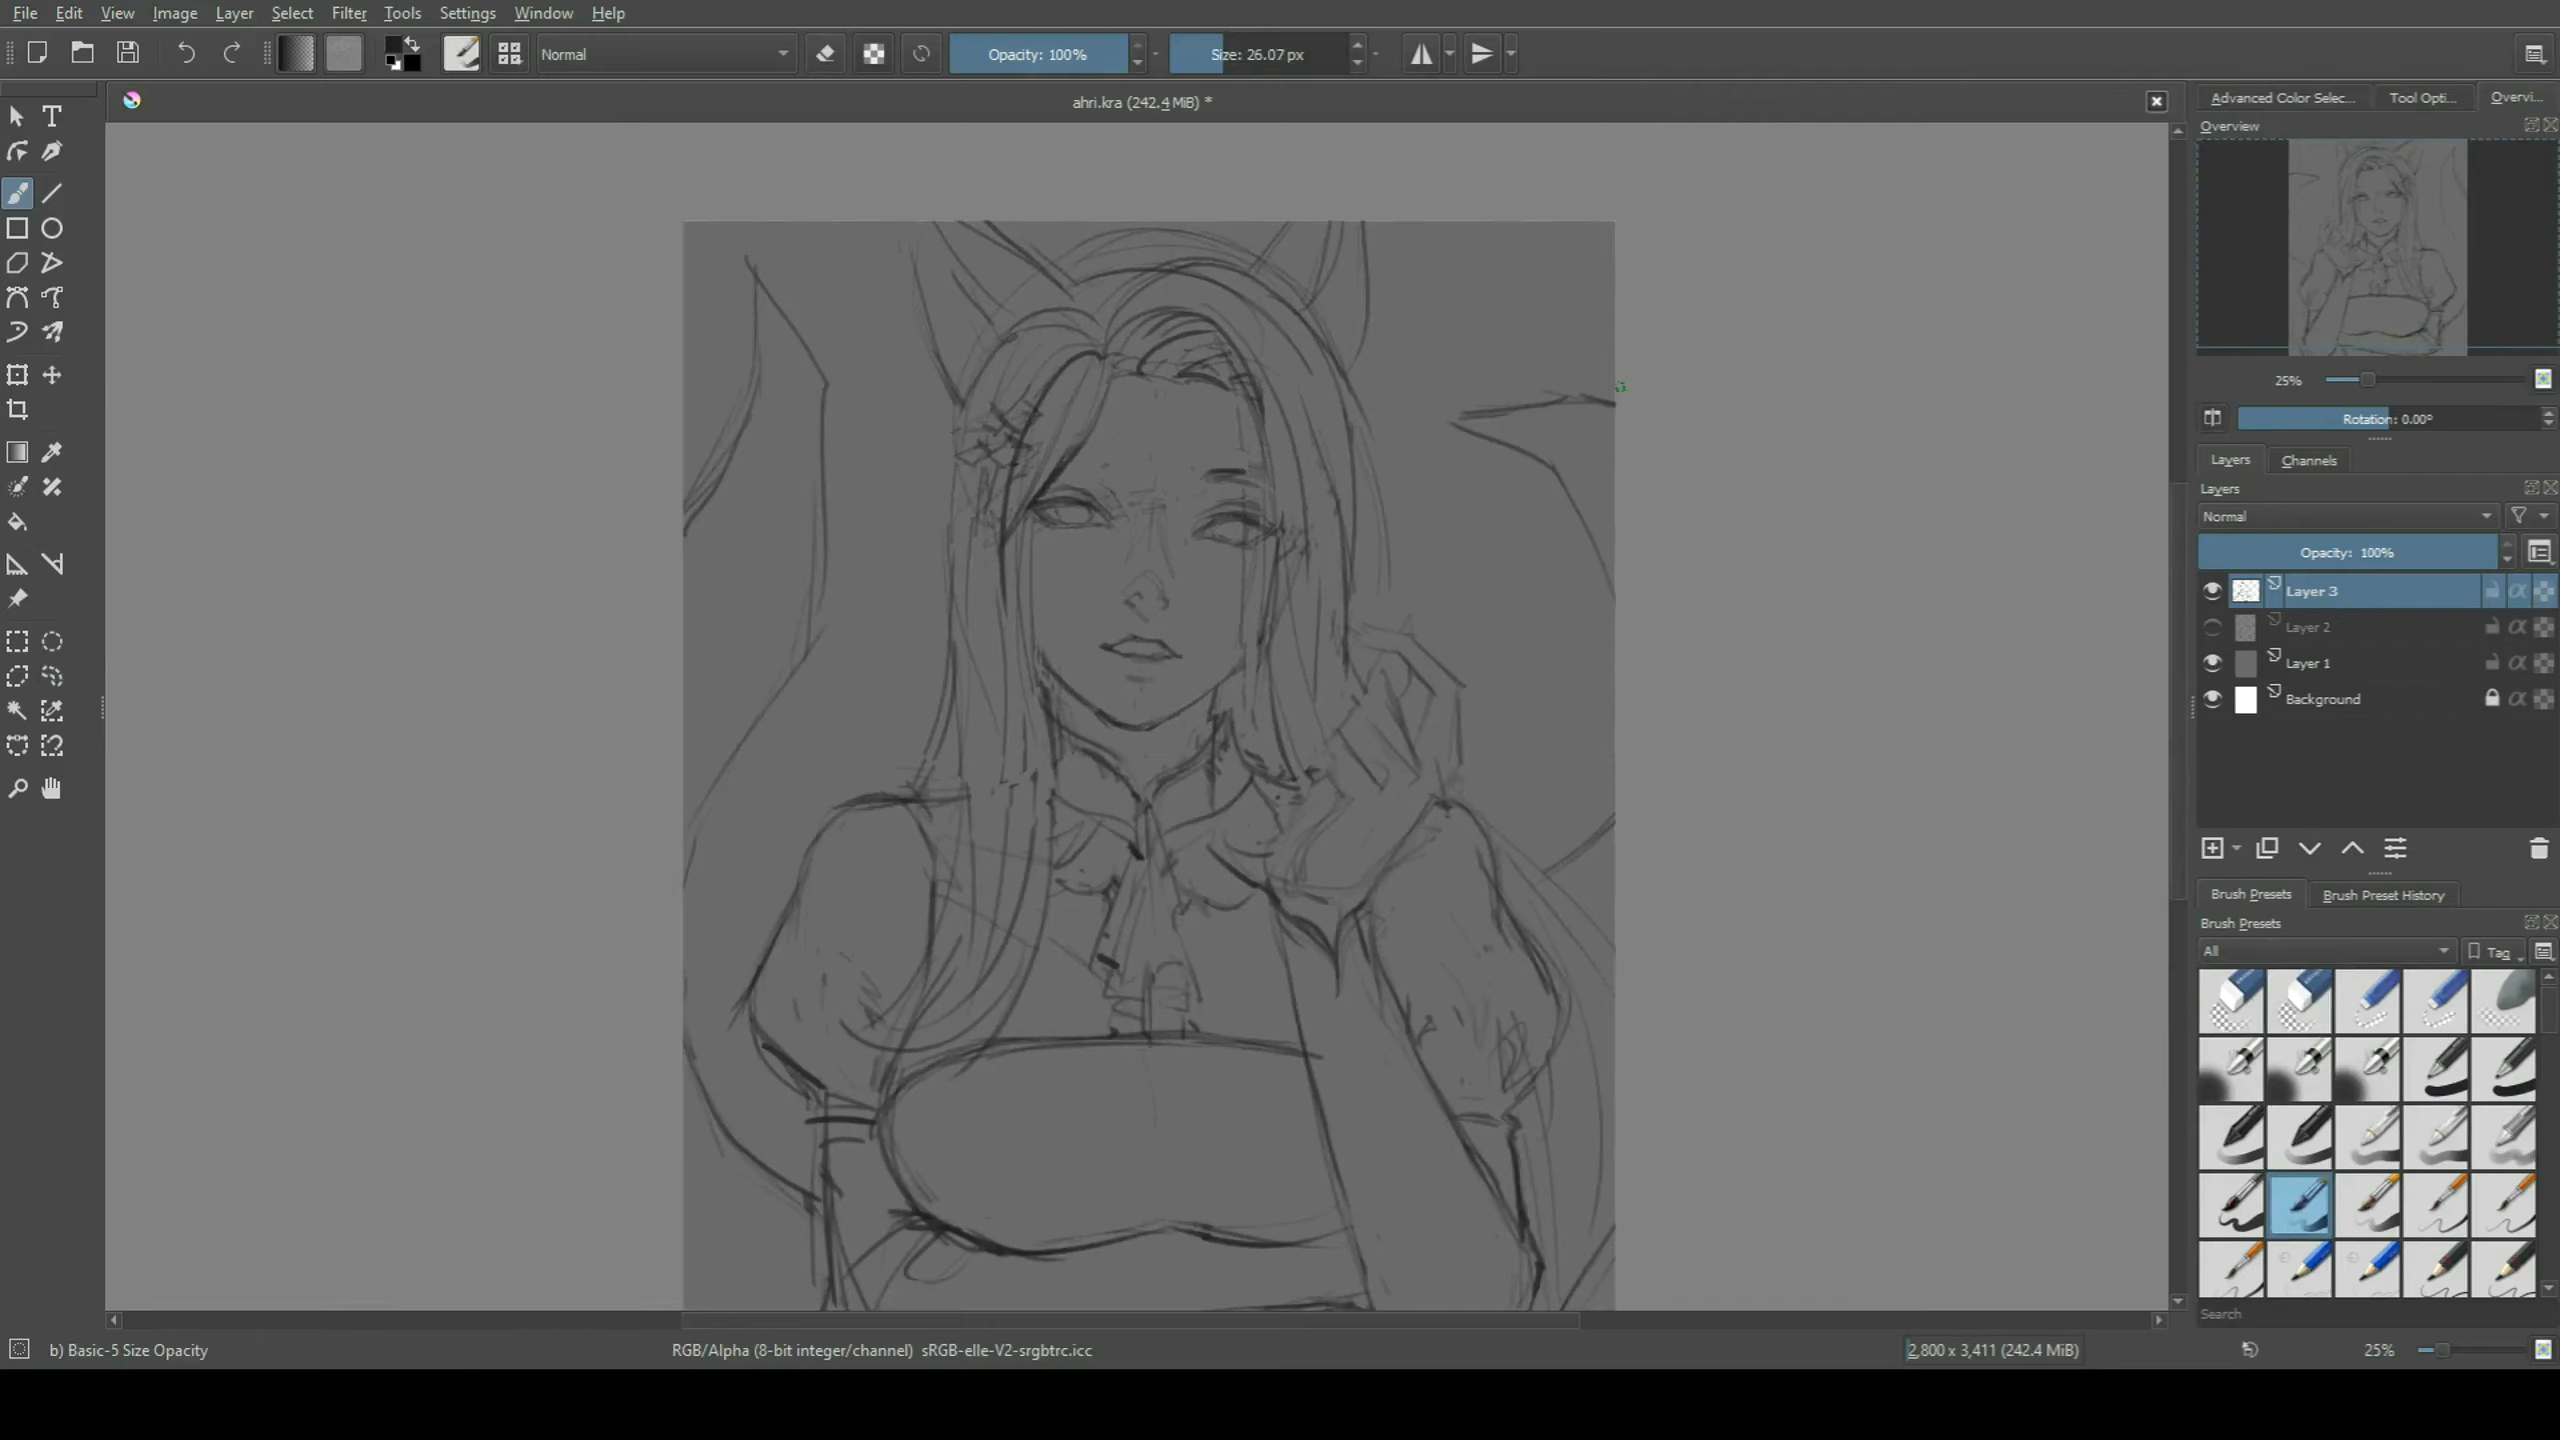 File Edit View Image Layer Select Filter Tools Settings Window Help
Normal Opacity: 100% Size: 26.07 px
ahri.kra (242.4 MiB) *
Advanced Color Selec... Tool Opti... Overvi...
Overview
25%
Rotation: 0.00°
Layers Channels
Layers
Normal
Opacity: 100%
Layer 3
Layer 2
Layer 1
Background
Brush Presets Brush Preset History
Brush Presets
All Tag
Search
b) Basic-5 Size Opacity RGB/Alpha (8-bit integer/channel) sRGB-elle-V2-srgbtrc.icc 2,800 x 3,411 (242.4 MiB) 25%